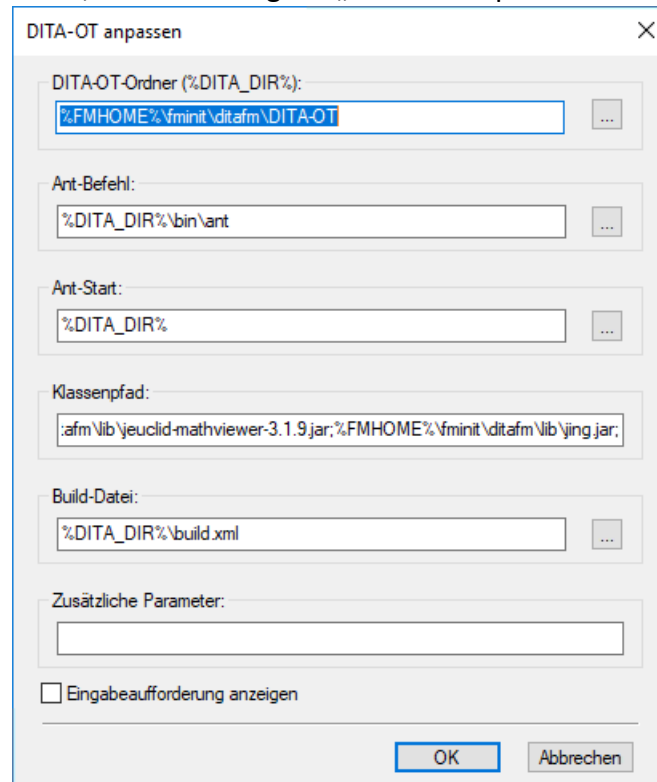 DITA-OT anpassen
DITA-OT-Ordner (%DITA_DIR%):
%FMHOME%\fminit\ditafm\DITA-OT
...
Ant-Befehl:
%DITA_DIR%\bin\ant
...
Ant-Start:
%DITA_DIR%
...
Klassenpfad:
:afm\lib\jeuclid-mathviewer-3.1.9.jar;%FMHOME%\fminit\ditafm\lib\jing.jar;
Build-Datei:
%DITA_DIR%\build.xml
...
Zusätzliche Parameter:
Eingabeaufforderung anzeigen
OK Abbrechen